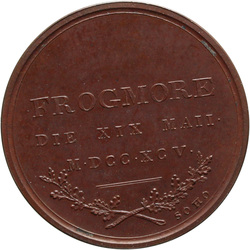 FROGMORE
DIE XIX MAII.
M·DCC·XCV·
SOHO